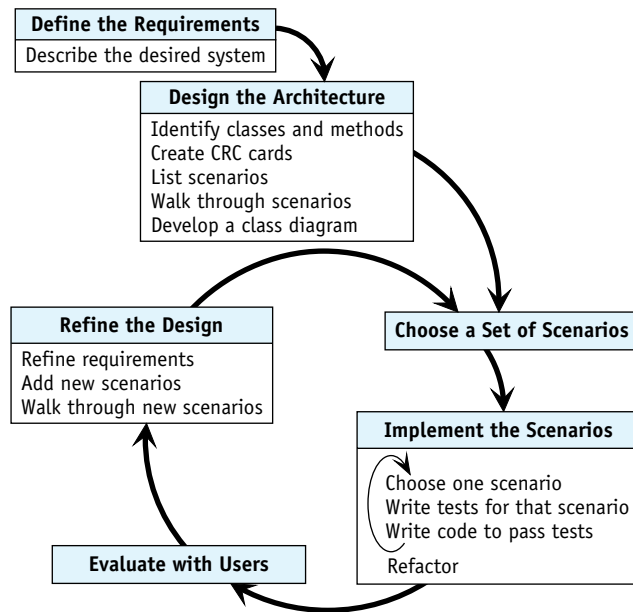 Define the Requirements
Describe the desired system
Design the Architecture
Identify classes and methods
Create CRC cards
List scenarios
Walk through scenarios
Develop a class diagram
Choose a Set of Scenarios
Implement the Scenarios
Choose one scenario
Write tests for that scenario
Write code to pass tests
Refactor
Evaluate with Users
Refine the Design
Refine requirements
Add new scenarios
Walk through new scenarios